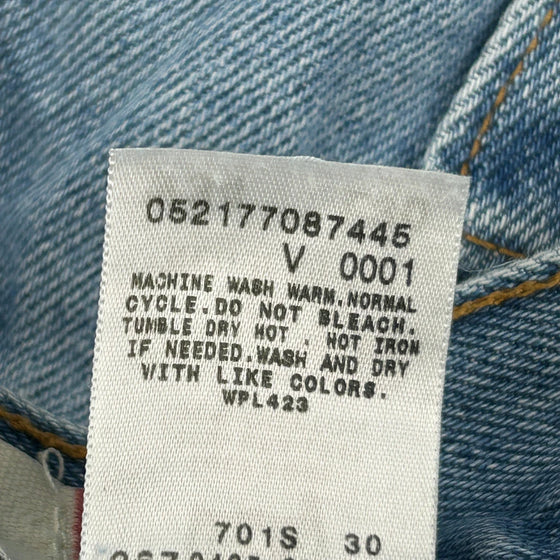 052177087445
V 0001
MACHINE WASH WARM.NORMAL
CYCLE.DO NOT BLEACH.
TUMBLE DRY HOT . HOT IRON
IF NEEDED.WASH AND DRY
WITH LIKE COLORS.
WPL423
701S 30